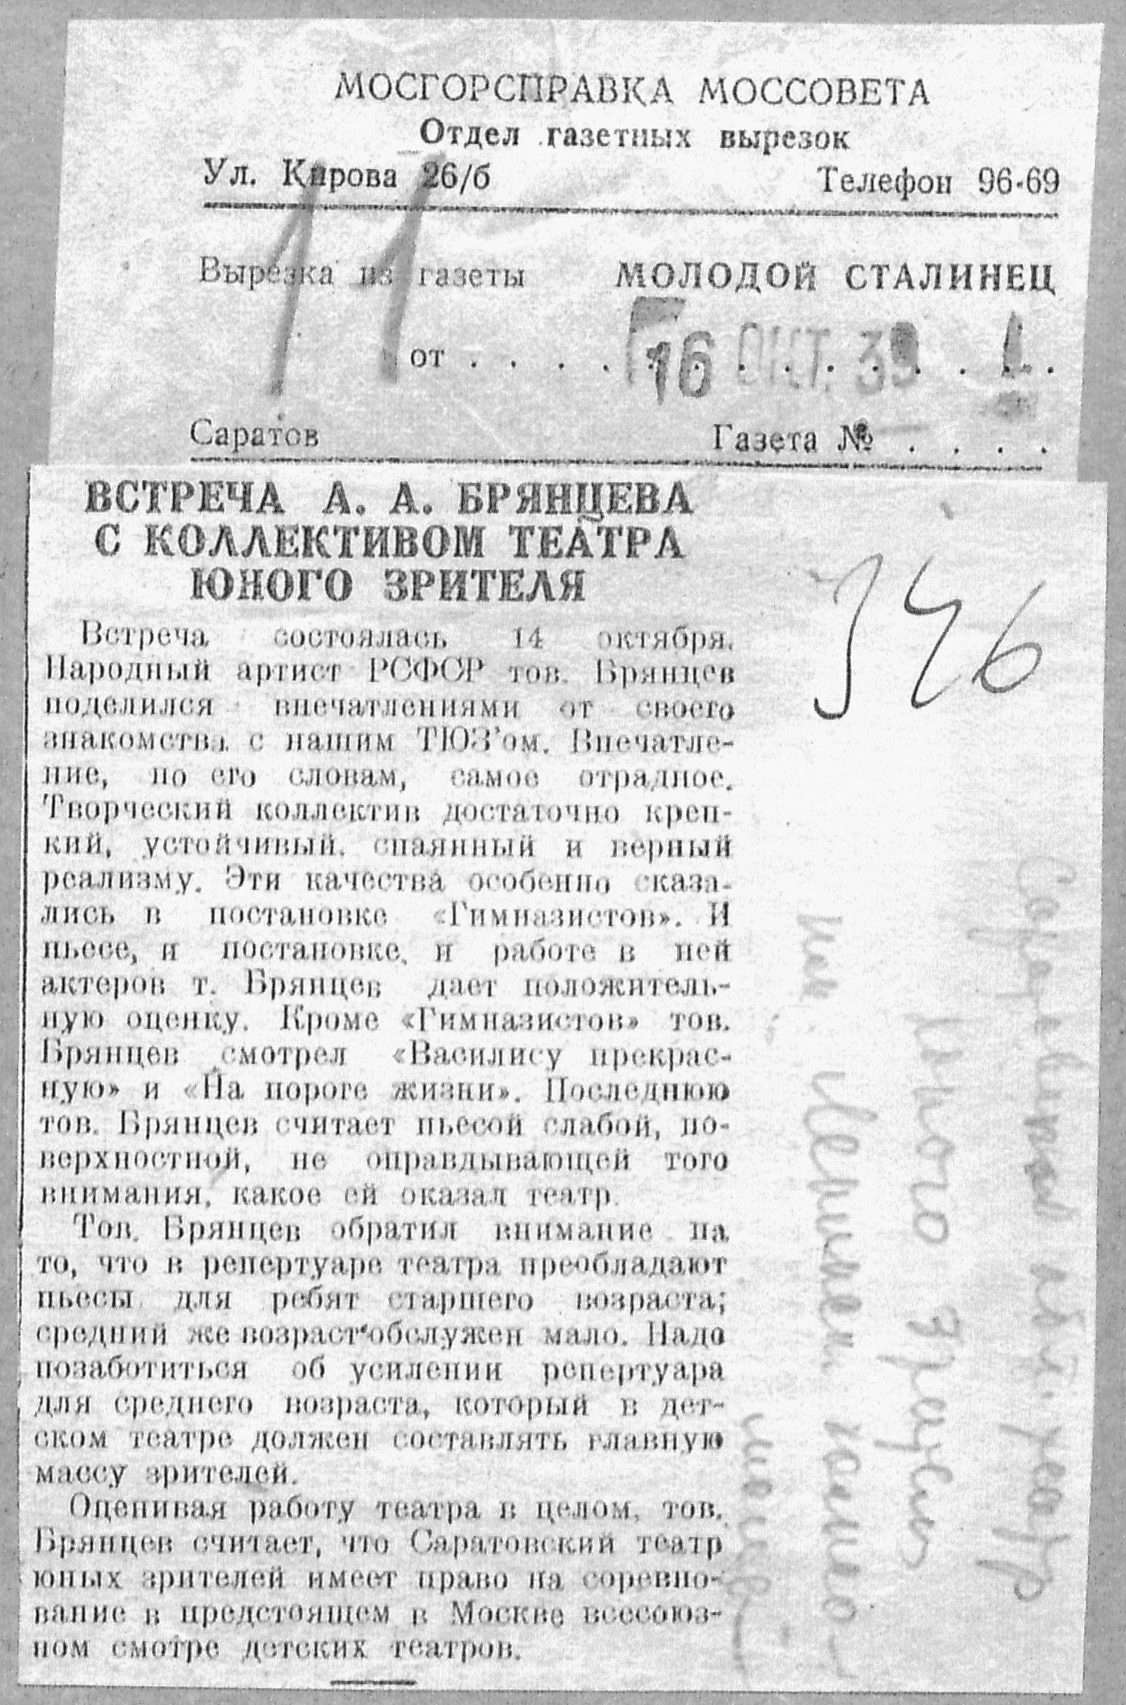 МОСГОРСПРАВКА МОССОВЕТА
Отдел газетных вырезок
Ул. Кирова 26/б Телефон 96-69
11
Вырезка из газеты МОЛОДОЙ СТАЛИНЕЦ
от . . . . 16 ОКТ. 39 . . . .
Саратов Газета № . . . .
ВСТРЕЧА А. А. БРЯНЦЕВА
С КОЛЛЕКТИВОМ ТЕАТРА
ЮНОГО ЗРИТЕЛЯ
346
Встреча состоялась 14 октября.
Народный артист РСФСР тов. Брянцев
поделился впечатлениями от своего
знакомства с нашим ТЮЗ'ом. Впечатле-
ние, по его словам, самое отрадное.
Творческий коллектив достаточно креп-
кий, устойчивый, спаянный и верный
реализму. Эти качества особенно сказа-
лись в постановке «Гимназистов». И
пьесе, и постановке, и работе в ней
актеров т. Брянцев дает положитель-
ную оценку. Кроме «Гимназистов» тов.
Брянцев смотрел «Василису прекрас-
ную» и «На пороге жизни». Последнюю
тов. Брянцев считает пьесой слабой, по-
верхностной, не оправдывающей того
внимания, какое ей оказал театр.
Тов. Брянцев обратил внимание на
то, что в репертуаре театра преобладают
пьесы для ребят старшего возраста;
средний же возраст обслужен мало. Надо
позаботиться об усилении репертуара
для среднего возраста, который в дет-
ском театре должен составлять главную
массу зрителей.
Оценивая работу театра в целом, тов.
Брянцев считает, что Саратовский театр
юных зрителей имеет право на соревно-
вание в предстоящем в Москве всесоюз-
ном смотре детских театров.
юного
им. Ленинск